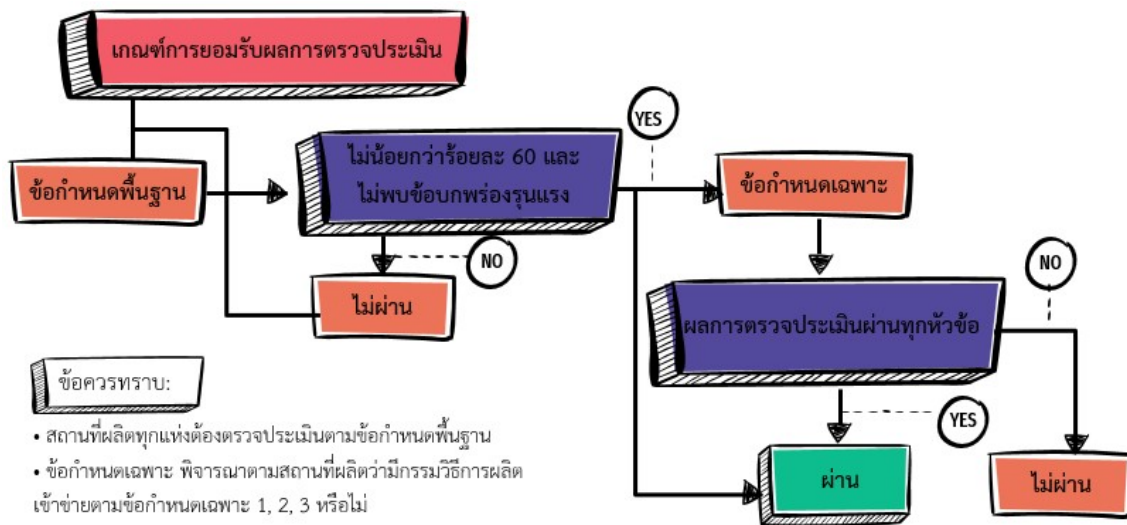 เกณฑ์การยอมรับผลการตรวจประเมิน
ข้อกำหนดพื้นฐาน
ไม่น้อยกว่าร้อยละ 60 และ
ไม่พบข้อบกพร่องรุนแรง
YES
NO
ไม่ผ่าน
ข้อกำหนดเฉพาะ
ผลการตรวจประเมินผ่านทุกหัวข้อ
NO
YES
ผ่าน
ไม่ผ่าน
ข้อควรทราบ:
• สถานที่ผลิตทุกแห่งต้องตรวจประเมินตามข้อกำหนดพื้นฐาน
• ข้อกำหนดเฉพาะ พิจารณาตามสถานที่ผลิตว่ามีกรรมวิธีการผลิต
เข้าข่ายตามข้อกำหนดเฉพาะ 1, 2, 3 หรือไม่